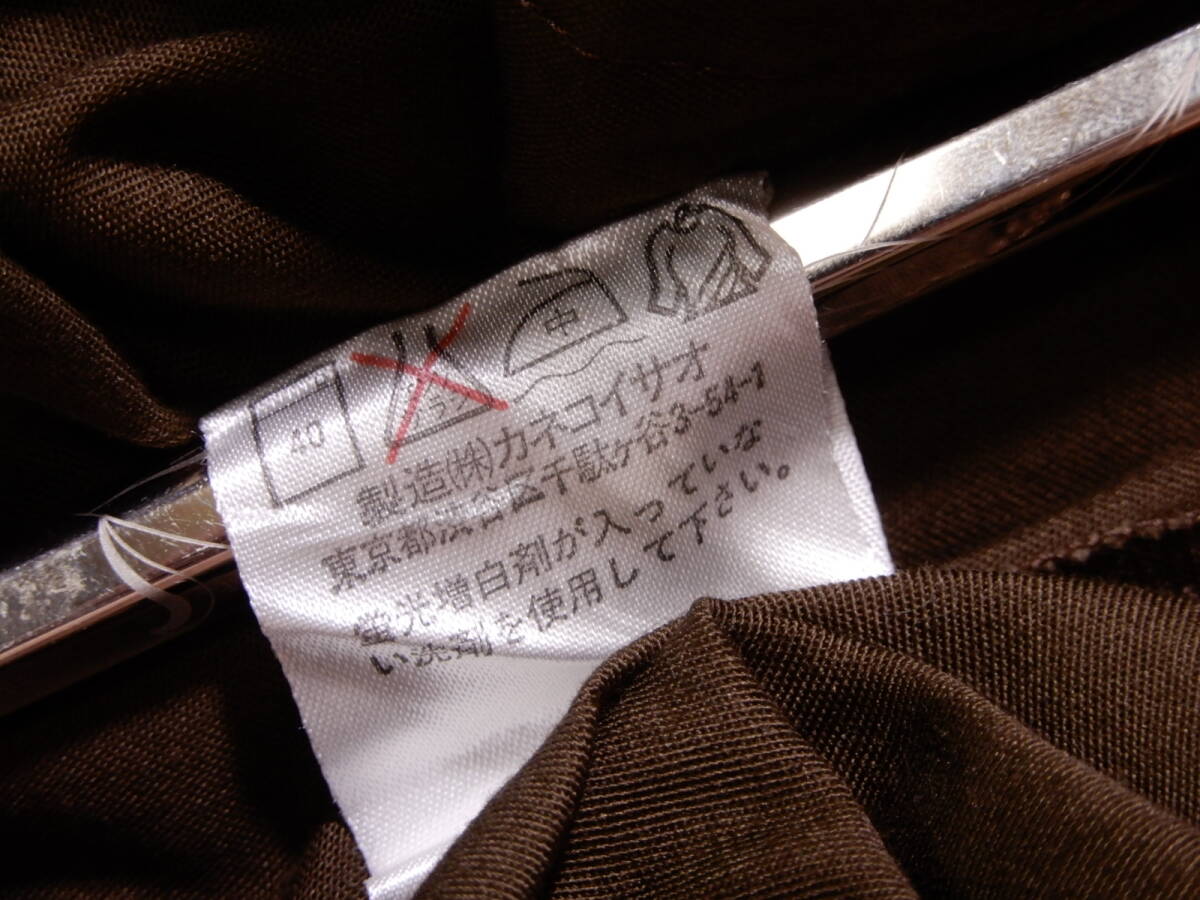 40
中
製造(株)カネコイサオ
東京都渋谷区千駄ヶ谷3-54-1
蛍光増白剤が入っていな
い洗剤を使用して下さい。